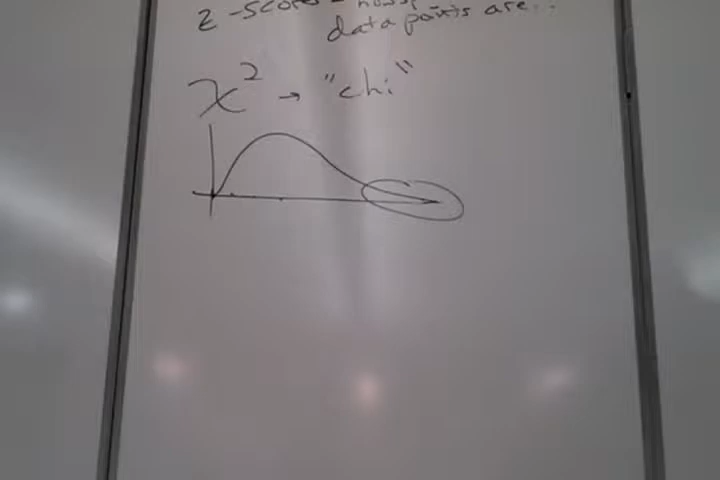 z-scores -
data points are...
χ² → "chi"